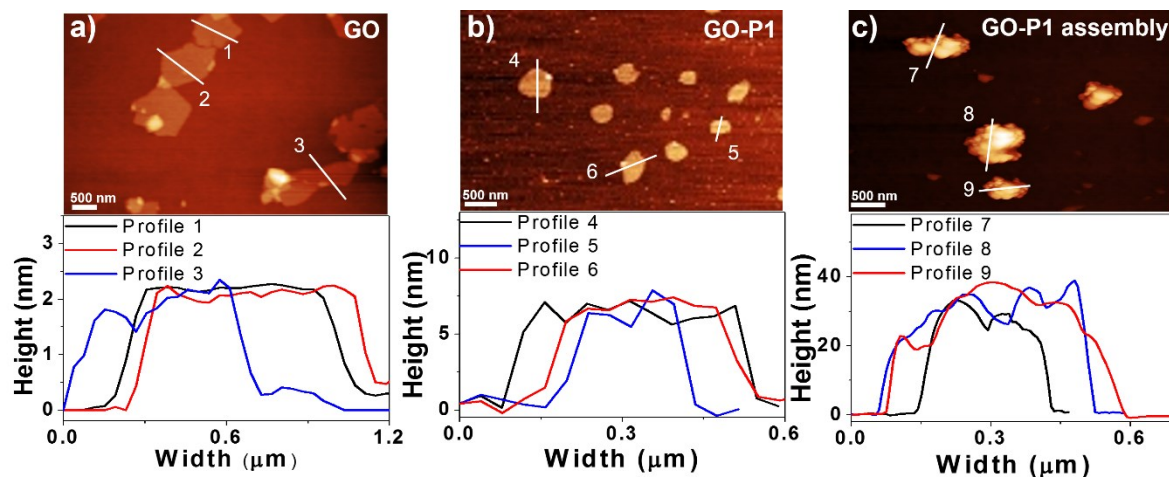 a) GO
1
2
3
500 nm
Profile 1
Profile 2
Profile 3
Height (nm)
3
2
1
0
0.0 0.6 1.2
Width (μm)
b) GO-P1
4
5
6
500 nm
Profile 4
Profile 5
Profile 6
Height (nm)
10
5
0
0.0 0.3 0.6
Width (μm)
c) GO-P1 assembly
7
8
9
500 nm
Profile 7
Profile 8
Profile 9
Height (nm)
40
20
0
0.0 0.3 0.6
Width (μm)